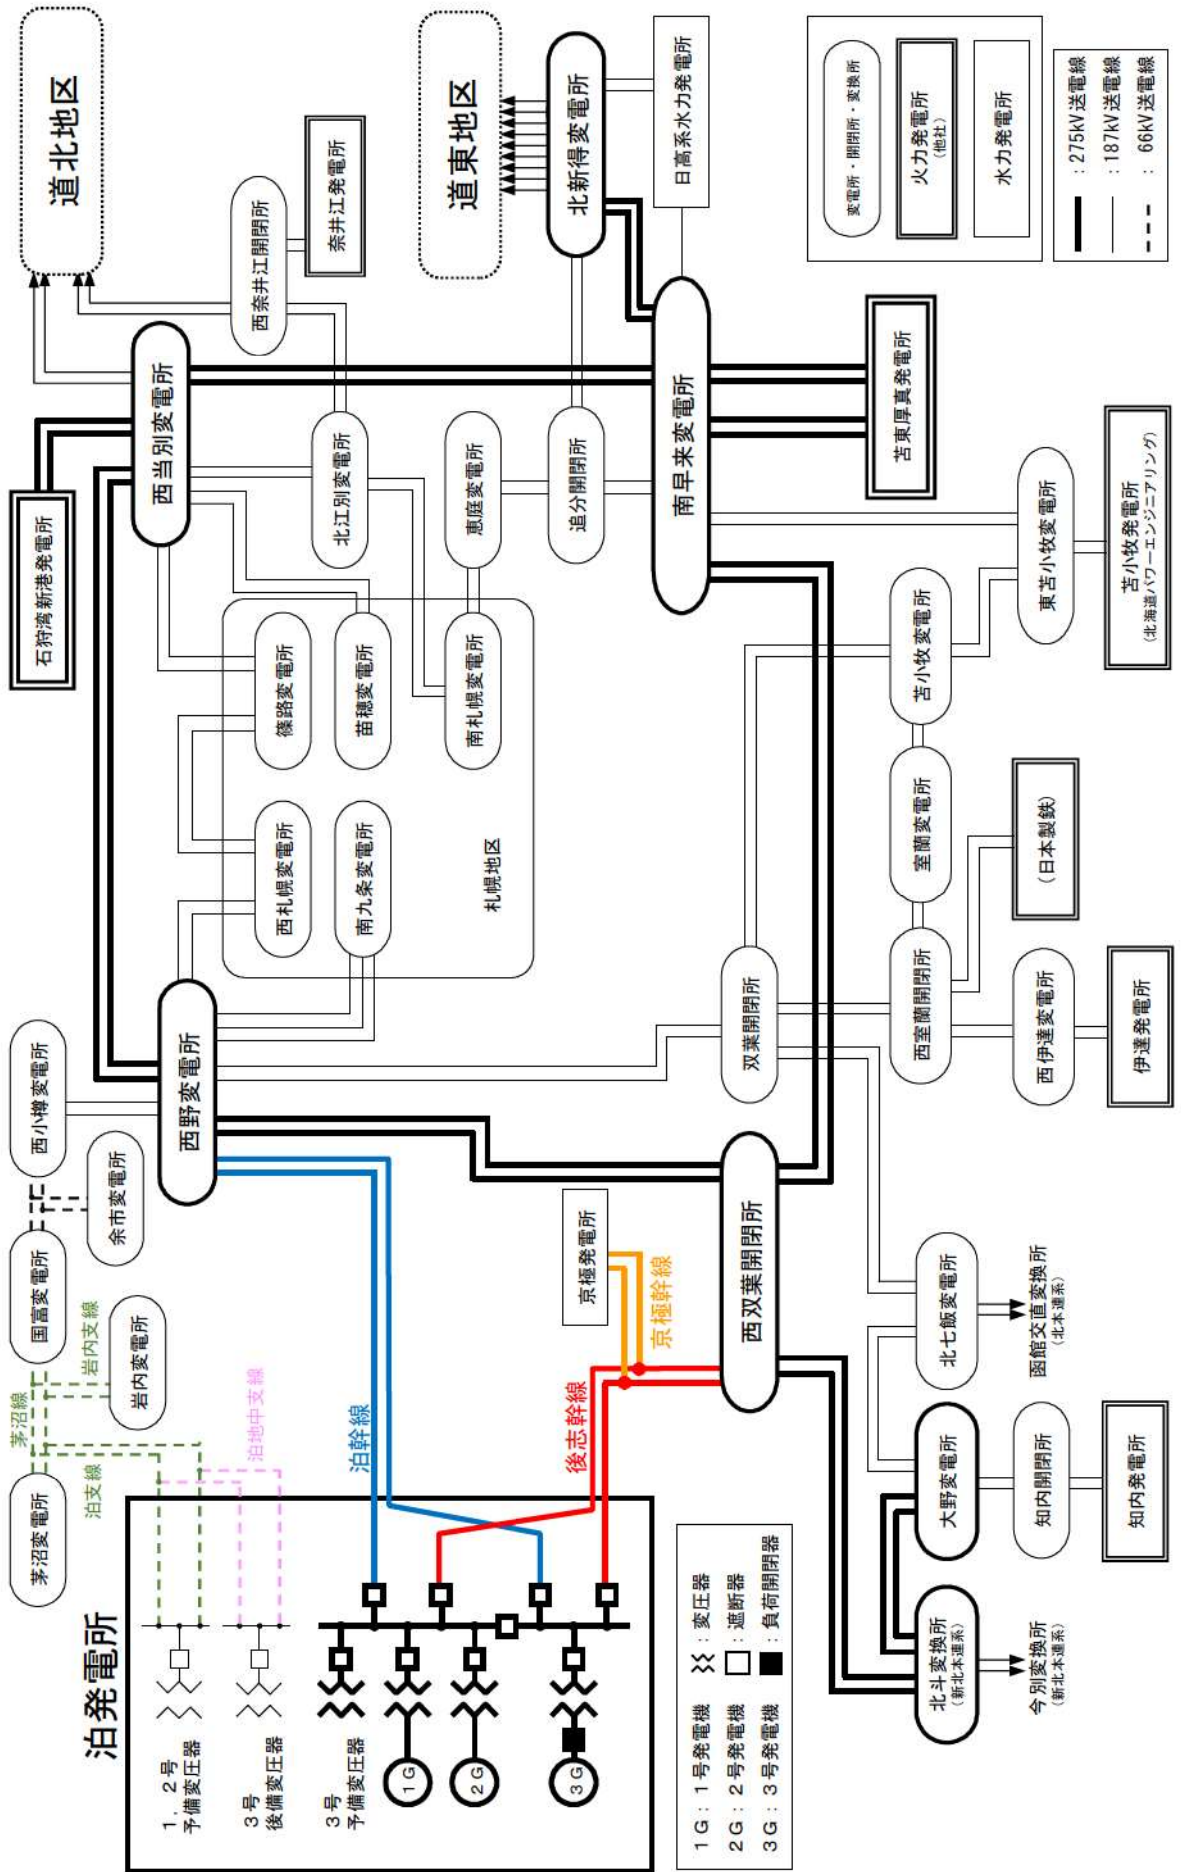 泊発電所
1，2号
予備変圧器
3号
後備変圧器
3号
予備変圧器
1G
2G
3G
1G：1号発電機
2G：2号発電機
3G：3号発電機
：変圧器
：遮断器
：負荷開閉器
茅沼変電所
茅沼線
泊支線
岩内支線
泊地中支線
岩内変電所
国富変電所
余市変電所
西小樽変電所
泊幹線
後志幹線
京極幹線
京極発電所
西野変電所
西双葉開閉所
石狩湾新港発電所
西当別変電所
道北地区
西奈井江開閉所
奈井江発電所
北江別変電所
恵庭変電所
追分開閉所
西札幌変電所
南九条変電所
篠路変電所
苗穂変電所
南札幌変電所
札幌地区
道東地区
北新得変電所
日高系水力発電所
南早来変電所
苫東厚真発電所
双葉開閉所
西室蘭開閉所
室蘭変電所
苫小牧変電所
東苫小牧変電所
苫小牧発電所
（北海道パワーエンジニアリング）
（日本製鉄）
西伊達変電所
伊達発電所
北七飯変電所
函館交直変換所
（北本連系）
大野変電所
知内開閉所
知内発電所
北斗変換所
（新北本連系）
今別変換所
（新北本連系）
変電所・開閉所・変換所
火力発電所
（他社）
水力発電所
：275kV送電線
：187kV送電線
：66kV送電線